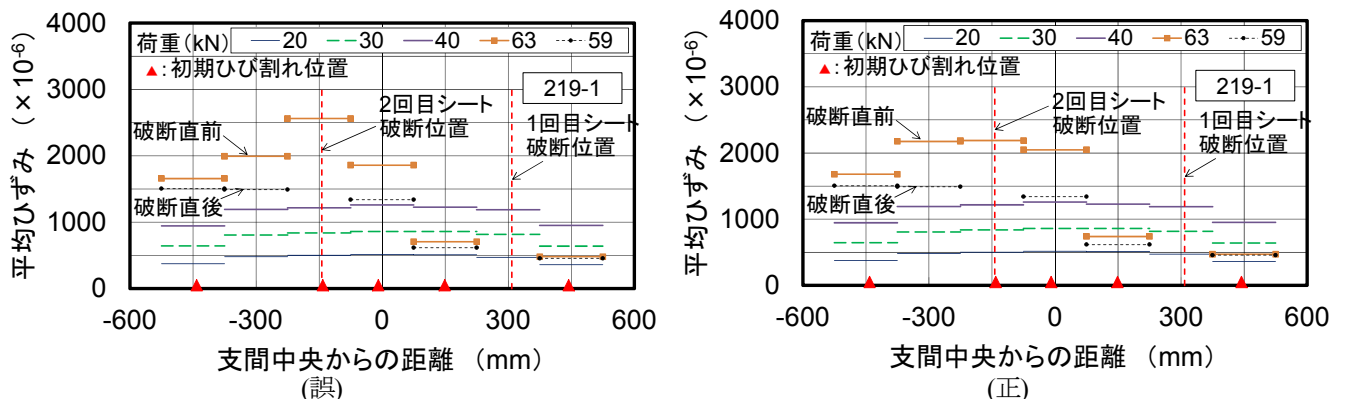 4000
荷重(kN) 20 30 40 63 59
▲:初期ひび割れ位置
219-1
3000
2回目シート
破断位置
1回目シート
破断位置
破断直前
2000
破断直後
1000
0
平均ひずみ (×10-6)
-600 -300 0 300 600
支間中央からの距離 (mm)
(誤)
4000
荷重(kN) 20 30 40 63 59
▲:初期ひび割れ位置
219-1
3000
2回目シート
破断位置
1回目シート
破断位置
破断直前
2000
破断直後
1000
0
平均ひずみ (×10-6)
-600 -300 0 300 600
支間中央からの距離 (mm)
(正)